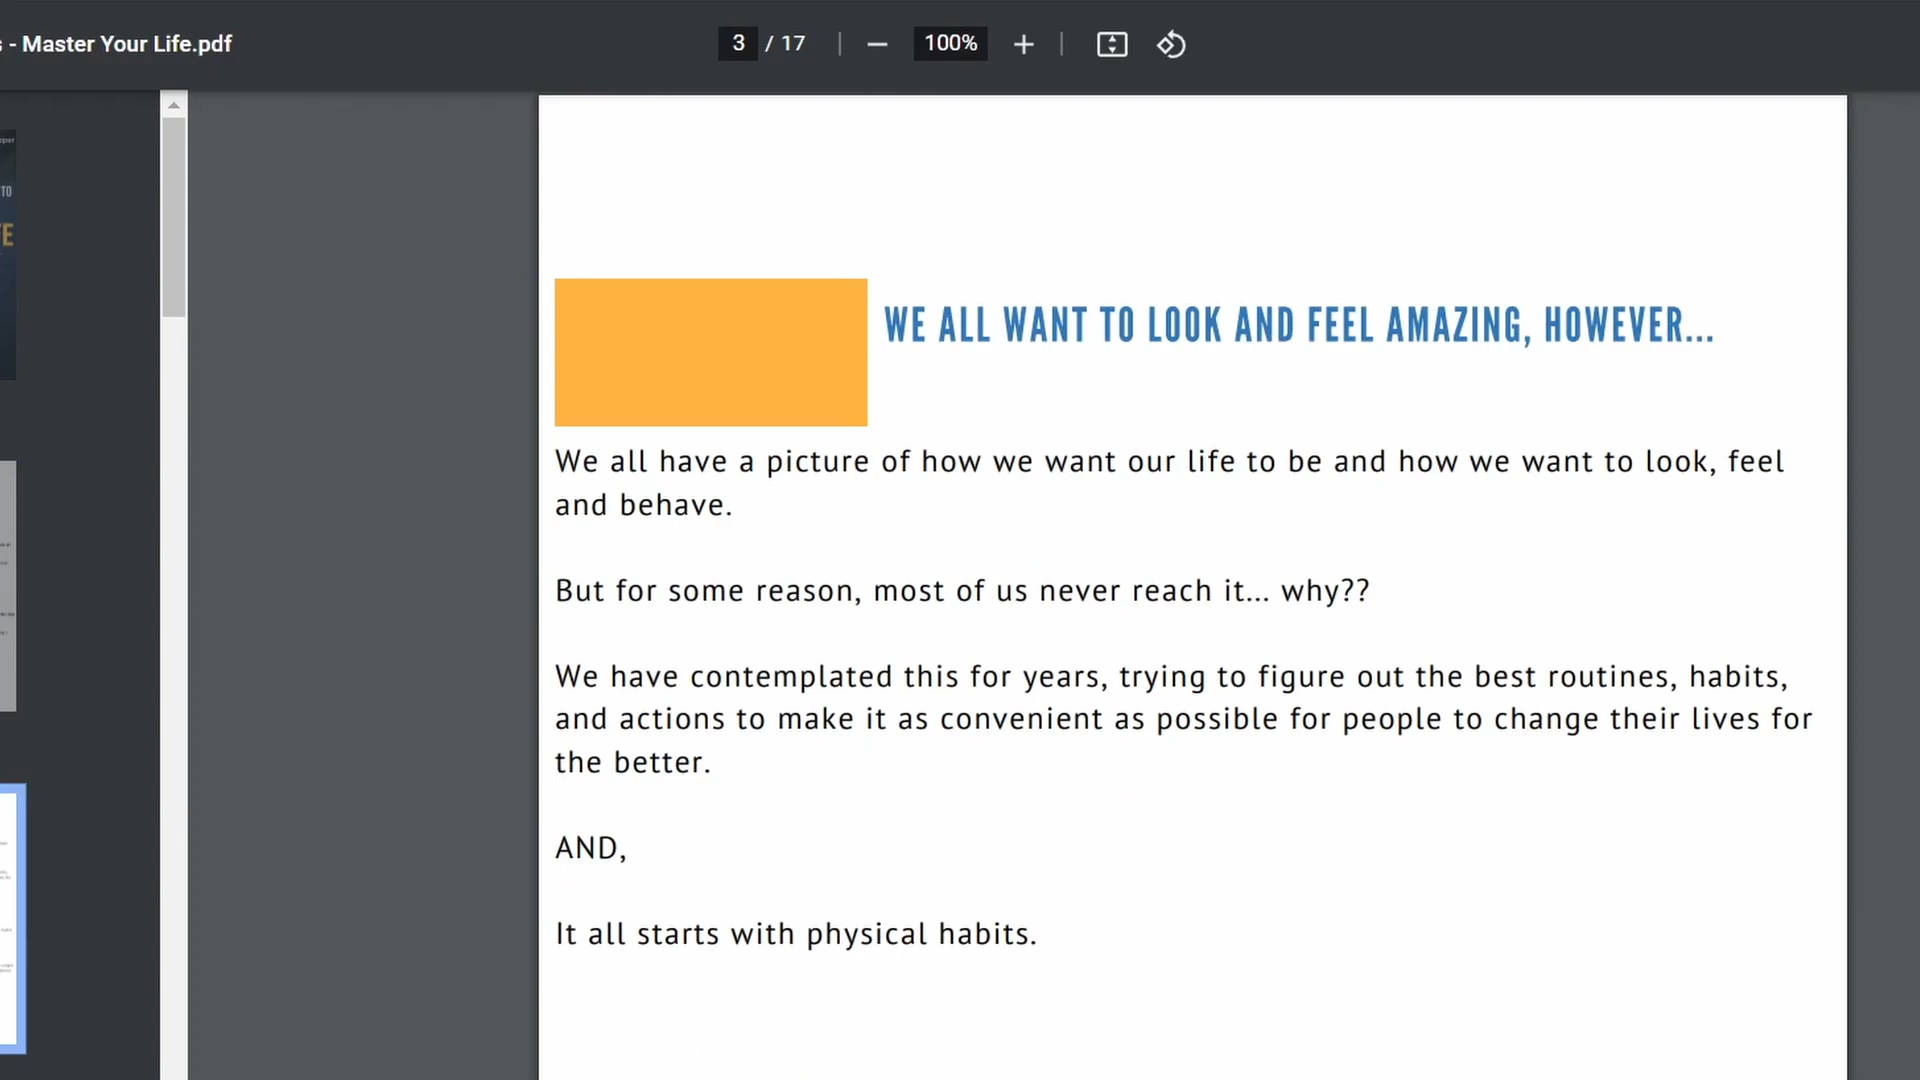 s - Master Your Life.pdf
3 / 17
100%
TO
WE ALL WANT TO LOOK AND FEEL AMAZING, HOWEVER...
We all have a picture of how we want our life to be and how we want to look, feel
and behave.
But for some reason, most of us never reach it... why??
We have contemplated this for years, trying to figure out the best routines, habits,
and actions to make it as convenient as possible for people to change their lives for
the better.
AND,
It all starts with physical habits.